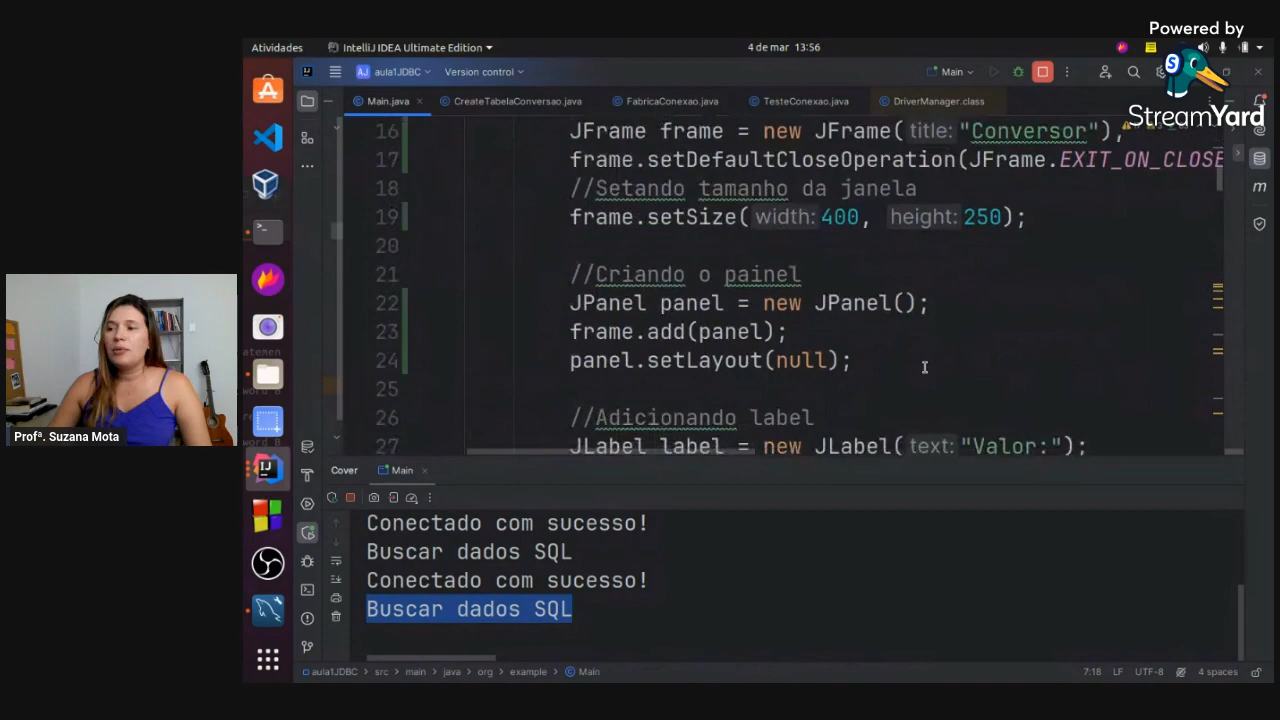 Powered by
StreamYard
Atividades
IntelliJ IDEA Ultimate Edition
4 de mar 13:56
AJ aula1JDBC
Version control
Main
Main.java
CreateTabelaConversao.java
FabricaConexao.java
TesteConexao.java
DriverManager.class
16 JFrame frame = new JFrame( title: "Conversor"),
17 frame.setDefaultCloseOperation(JFrame.EXIT_ON_CLOSE
18 //Setando tamanho da janela
19 frame.setSize( width: 400, height: 250);
20
21 //Criando o painel
22 JPanel panel = new JPanel();
23 frame.add(panel);
24 panel.setLayout(null);
25
26 //Adicionando label
27 JLabel label = new JLabel( text: "Valor:");
Profª. Suzana Mota
Cover
Main
Conectado com sucesso!
Buscar dados SQL
Conectado com sucesso!
Buscar dados SQL
aula1JDBC > src > main > java > org > example > Main
7:18 LF UTF-8 4 spaces